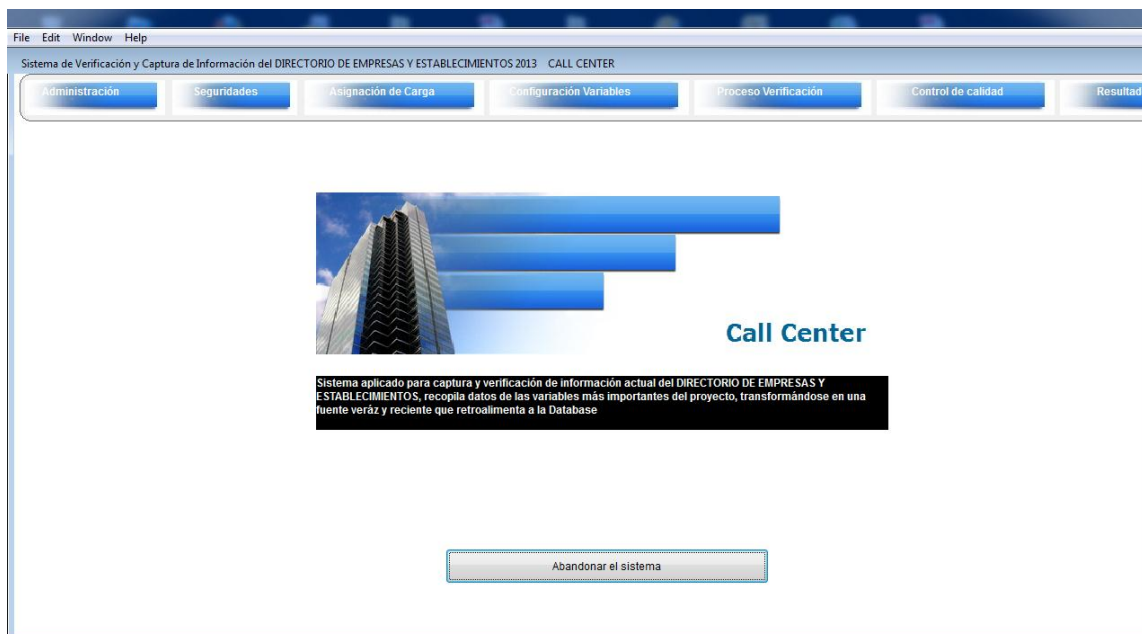 File Edit Window Help
Sistema de Verificación y Captura de Información del DIRECTORIO DE EMPRESAS Y ESTABLECIMIENTOS 2013 CALL CENTER
Administración Seguridades Asignación de Carga Configuración Variables Proceso Verificación Control de calidad Resultad
Call Center
Sistema aplicado para captura y verificación de información actual del DIRECTORIO DE EMPRESAS Y
ESTABLECIMIENTOS, recopila datos de las variables más importantes del proyecto, transformándose en una
fuente veráz y reciente que retroalimenta a la Database
Abandonar el sistema